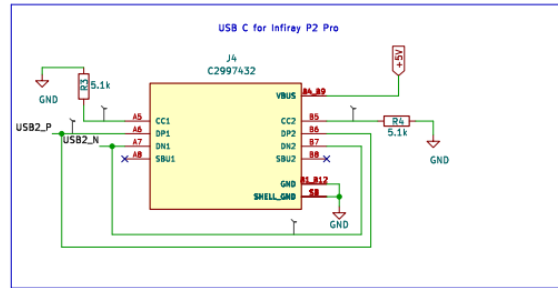 USB C for Infiray P2 Pro
J4
C2997432
+5V
R3
5.1k
GND
USB2_P
USB2_N
A5
A6
A7
A8
CC1
DP1
DN1
SBU1
VBUS
CC2
DP2
DN2
SBU2
GND
SHELL_GND
B4_B9
B5
B6
B7
B8
B1_B12
R4
5.1k
GND
GND